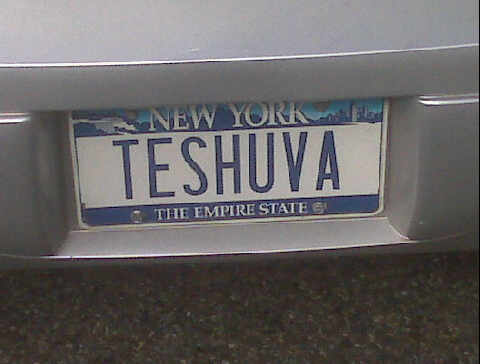 NEW YORK
TESHUVA
THE EMPIRE STATE